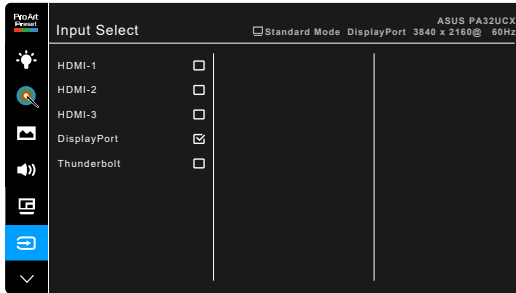 ProArt
Preset
Input Select
ASUS PA32UCX
Standard Mode DisplayPort 3840 x 2160@ 60Hz
HDMI-1
HDMI-2
HDMI-3
DisplayPort
Thunderbolt